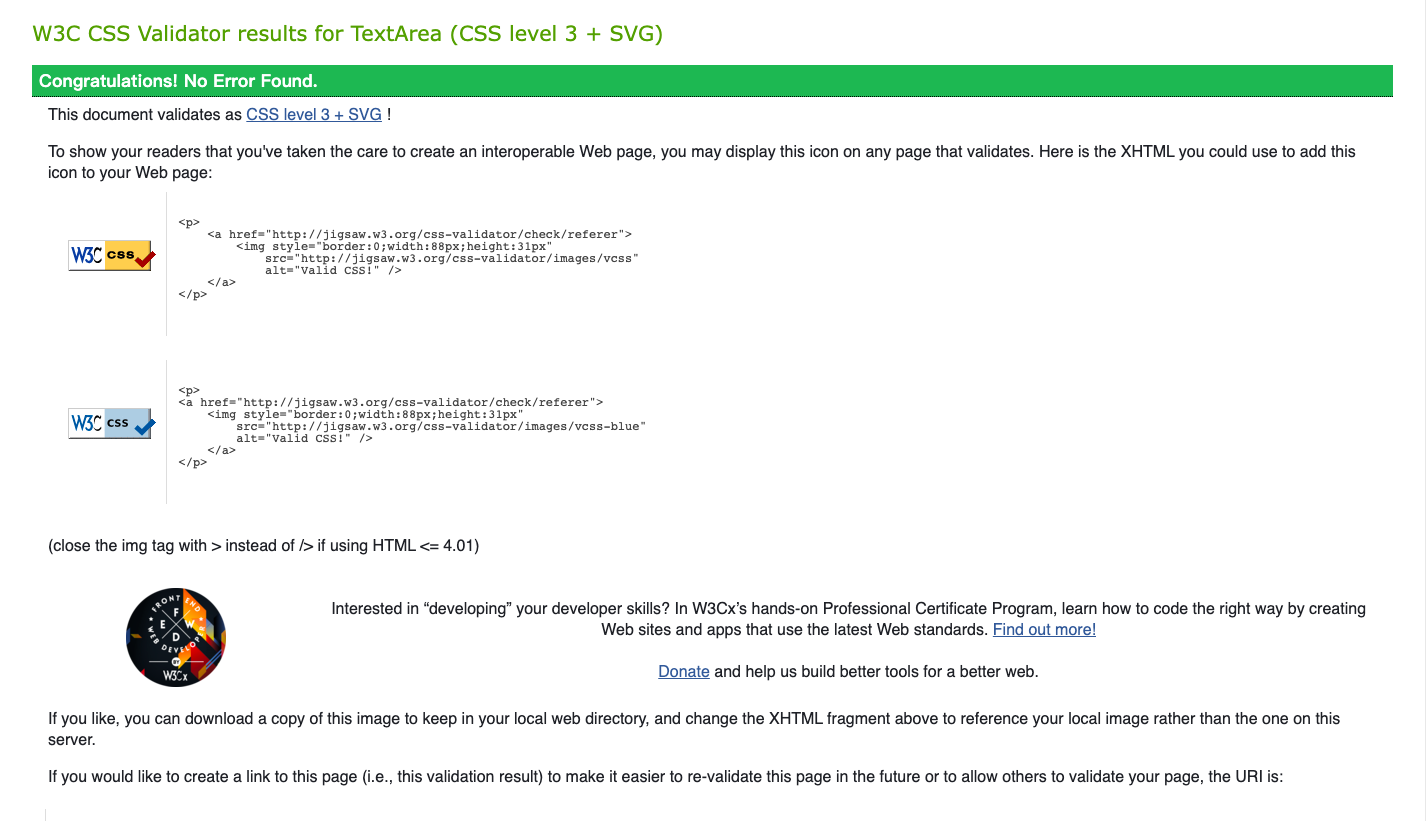 W3C CSS Validator results for TextArea (CSS level 3 + SVG)
Congratulations! No Error Found.
This document validates as CSS level 3 + SVG !
To show your readers that you've taken the care to create an interoperable Web page, you may display this icon on any page that validates. Here is the XHTML you could use to add this
icon to your Web page:
W3C css
<p>
<a href="http://jigsaw.w3.org/css-validator/check/referer">
<img style="border:0;width:88px;height:31px"
src="http://jigsaw.w3.org/css-validator/images/vcss"
alt="Valid CSS!" />
</a>
</p>
W3C css
<p>
<a href="http://jigsaw.w3.org/css-validator/check/referer">
<img style="border:0;width:88px;height:31px"
src="http://jigsaw.w3.org/css-validator/images/vcss-blue"
alt="Valid CSS!" />
</a>
</p>
(close the img tag with > instead of /> if using HTML <= 4.01)
FRONT END
WEB DEVELOPER
F
E W
D
BY
W3Cx
Interested in “developing” your developer skills? In W3Cx’s hands-on Professional Certificate Program, learn how to code the right way by creating
Web sites and apps that use the latest Web standards. Find out more!
Donate and help us build better tools for a better web.
If you like, you can download a copy of this image to keep in your local web directory, and change the XHTML fragment above to reference your local image rather than the one on this
server.
If you would like to create a link to this page (i.e., this validation result) to make it easier to re-validate this page in the future or to allow others to validate your page, the URI is: